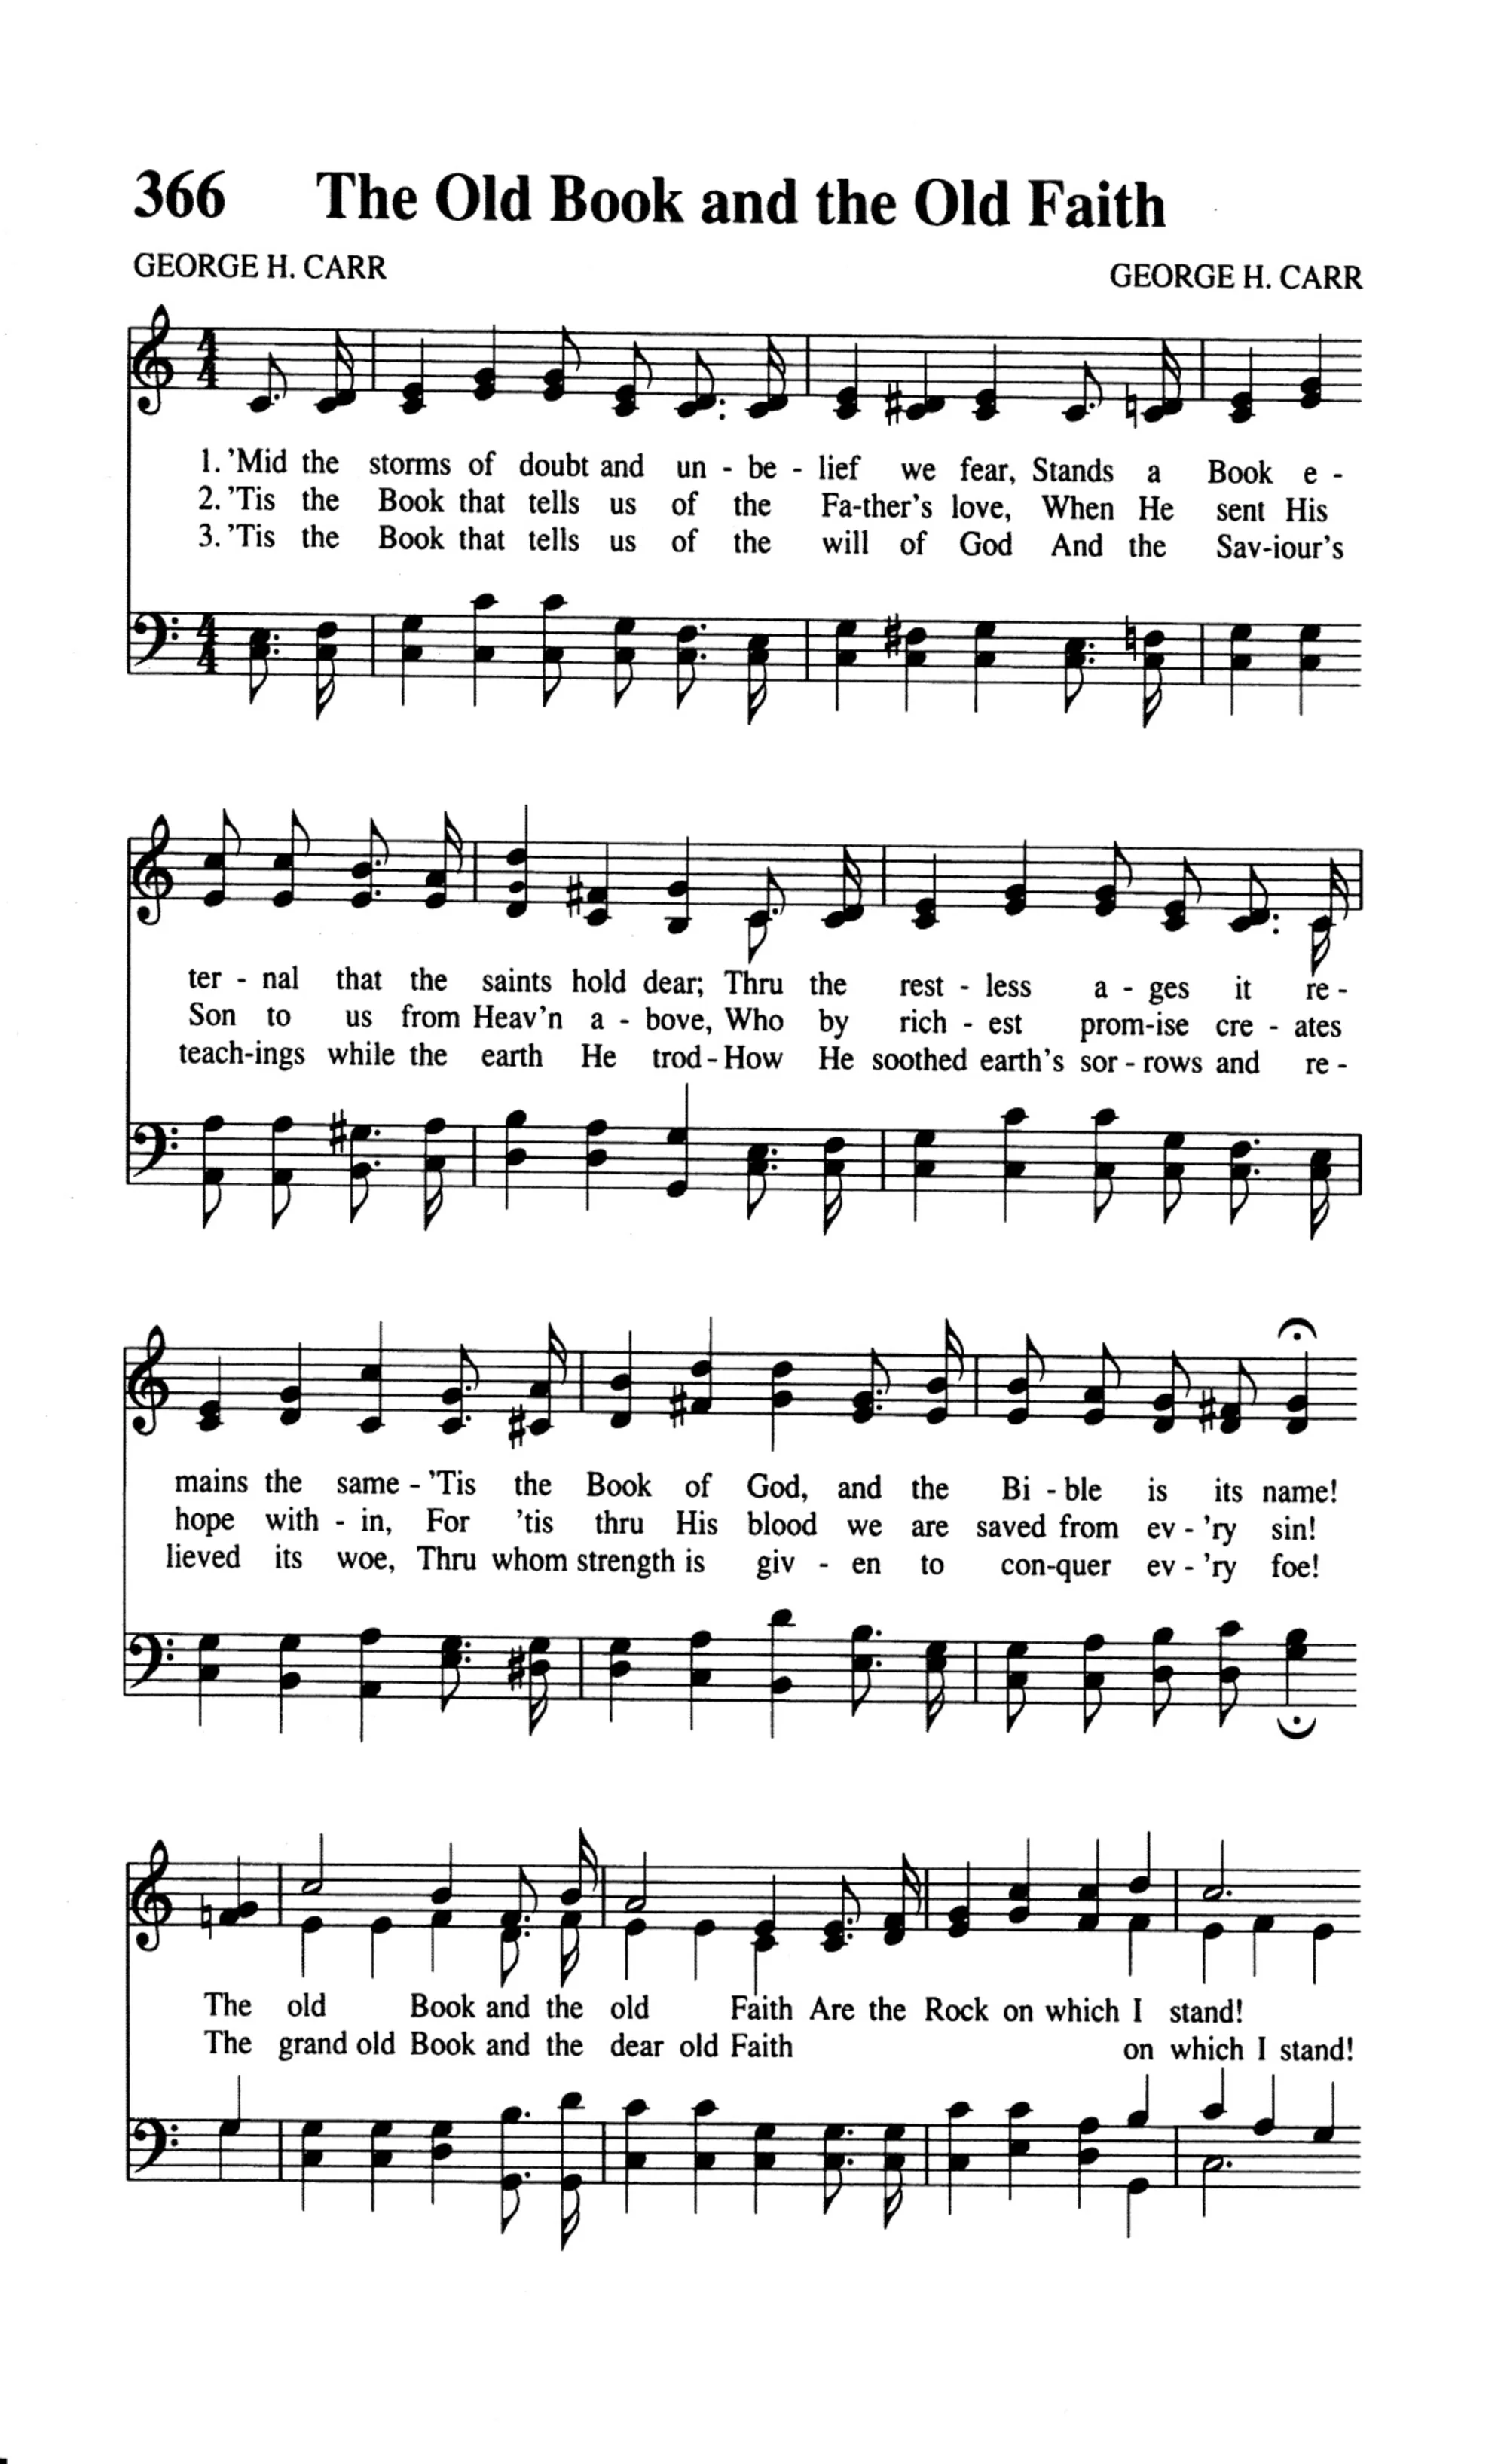 366 The Old Book and the Old Faith
GEORGE H. CARR GEORGE H. CARR
1. ’Mid the storms of doubt and un - be - lief we fear, Stands a Book e -
2. ’Tis the Book that tells us of the Fa-ther’s love, When He sent His
3. ’Tis the Book that tells us of the will of God And the Sav-iour’s
ter - nal that the saints hold dear; Thru the rest - less a - ges it re -
Son to us from Heav’n a - bove, Who by rich - est prom-ise cre - ates
teach-ings while the earth He trod - How He soothed earth’s sor - rows and re -
mains the same - ’Tis the Book of God, and the Bi - ble is its name!
hope with - in, For ’tis thru His blood we are saved from ev - ’ry sin!
lieved its woe, Thru whom strength is giv - en to con-quer ev - ’ry foe!
The old Book and the old Faith Are the Rock on which I stand!
The grand old Book and the dear old Faith on which I stand!